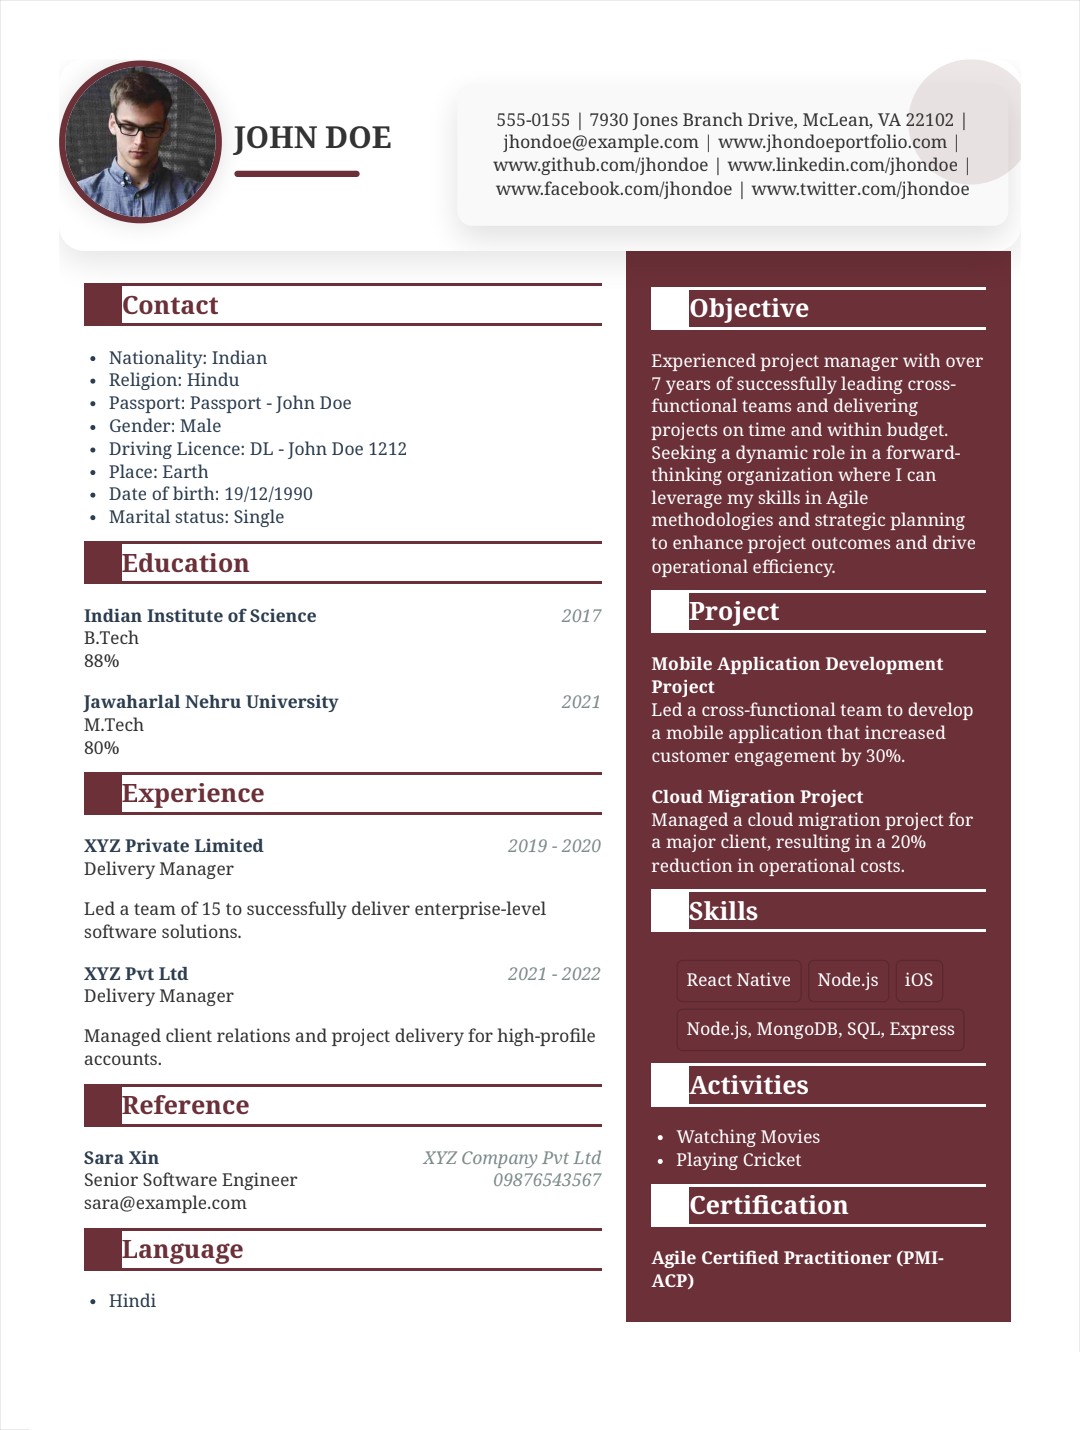 JOHN DOE
555-0155 | 7930 Jones Branch Drive, McLean, VA 22102 |
jhondoe@example.com | www.jhondoeportfolio.com |
www.github.com/jhondoe | www.linkedin.com/jhondoe |
www.facebook.com/jhondoe | www.twitter.com/jhondoe
Contact
• Nationality: Indian
• Religion: Hindu
• Passport: Passport - John Doe
• Gender: Male
• Driving Licence: DL - John Doe 1212
• Place: Earth
• Date of birth: 19/12/1990
• Marital status: Single
Education
Indian Institute of Science 2017
B.Tech
88%
Jawaharlal Nehru University 2021
M.Tech
80%
Experience
XYZ Private Limited 2019 - 2020
Delivery Manager
Led a team of 15 to successfully deliver enterprise-level
software solutions.
XYZ Pvt Ltd 2021 - 2022
Delivery Manager
Managed client relations and project delivery for high-profile
accounts.
Reference
Sara Xin XYZ Company Pvt Ltd
Senior Software Engineer 09876543567
sara@example.com
Language
• Hindi
Objective
Experienced project manager with over
7 years of successfully leading cross-
functional teams and delivering
projects on time and within budget.
Seeking a dynamic role in a forward-
thinking organization where I can
leverage my skills in Agile
methodologies and strategic planning
to enhance project outcomes and drive
operational efficiency.
Project
Mobile Application Development
Project
Led a cross-functional team to develop
a mobile application that increased
customer engagement by 30%.
Cloud Migration Project
Managed a cloud migration project for
a major client, resulting in a 20%
reduction in operational costs.
Skills
React Native Node.js iOS
Node.js, MongoDB, SQL, Express
Activities
• Watching Movies
• Playing Cricket
Certification
Agile Certified Practitioner (PMI-
ACP)